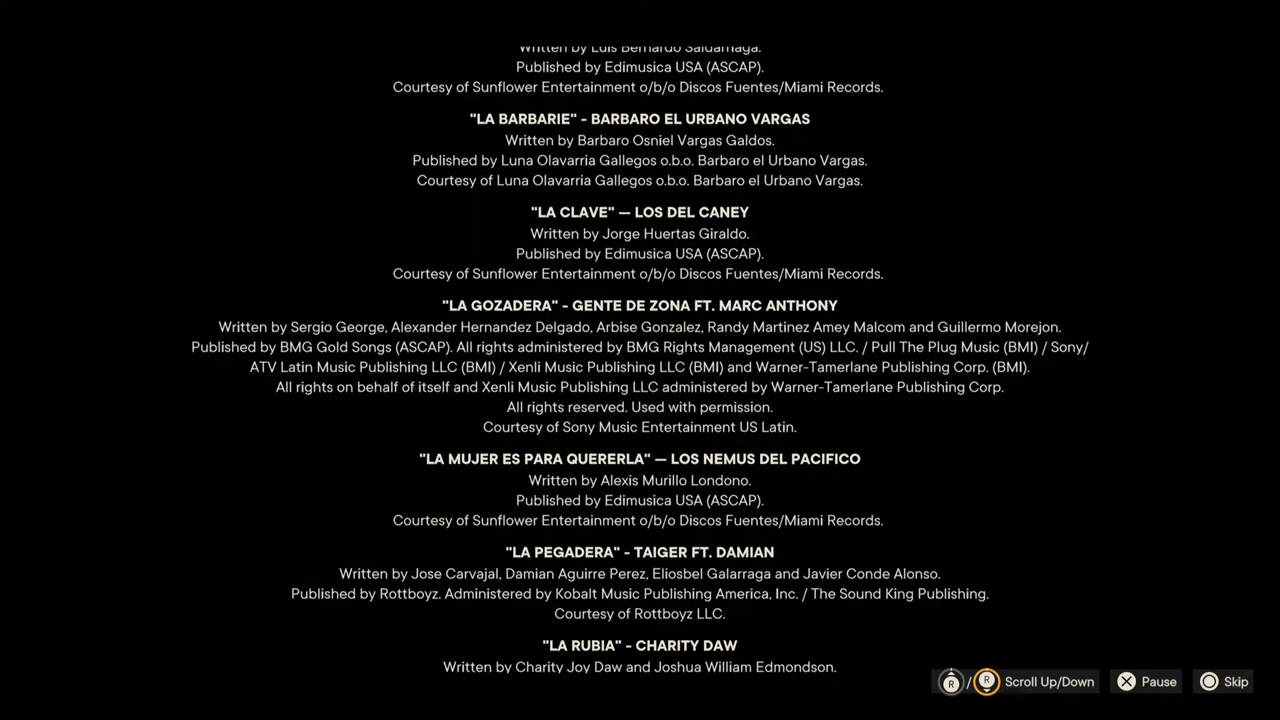 Written by Luis Bernardo Saldarriaga.
Published by Edimusica USA (ASCAP).
Courtesy of Sunflower Entertainment o/b/o Discos Fuentes/Miami Records.
"LA BARBARIE" - BARBARO EL URBANO VARGAS
Written by Barbaro Osniel Vargas Galdos.
Published by Luna Olavarria Gallegos o.b.o. Barbaro el Urbano Vargas.
Courtesy of Luna Olavarria Gallegos o.b.o. Barbaro el Urbano Vargas.
"LA CLAVE" — LOS DEL CANEY
Written by Jorge Huertas Giraldo.
Published by Edimusica USA (ASCAP).
Courtesy of Sunflower Entertainment o/b/o Discos Fuentes/Miami Records.
"LA GOZADERA" - GENTE DE ZONA FT. MARC ANTHONY
Written by Sergio George, Alexander Hernandez Delgado, Arbise Gonzalez, Randy Martinez Amey Malcom and Guillermo Morejon.
Published by BMG Gold Songs (ASCAP). All rights administered by BMG Rights Management (US) LLC. / Pull The Plug Music (BMI) / Sony/
ATV Latin Music Publishing LLC (BMI) / Xenli Music Publishing LLC (BMI) and Warner-Tamerlane Publishing Corp. (BMI).
All rights on behalf of itself and Xenli Music Publishing LLC administered by Warner-Tamerlane Publishing Corp.
All rights reserved. Used with permission.
Courtesy of Sony Music Entertainment US Latin.
"LA MUJER ES PARA QUERERLA" — LOS NEMUS DEL PACIFICO
Written by Alexis Murillo Londono.
Published by Edimusica USA (ASCAP).
Courtesy of Sunflower Entertainment o/b/o Discos Fuentes/Miami Records.
"LA PEGADERA" - TAIGER FT. DAMIAN
Written by Jose Carvajal, Damian Aguirre Perez, Eliosbel Galarraga and Javier Conde Alonso.
Published by Rottboyz. Administered by Kobalt Music Publishing America, Inc. / The Sound King Publishing.
Courtesy of Rottboyz LLC.
"LA RUBIA" - CHARITY DAW
Written by Charity Joy Daw and Joshua William Edmondson.
R / R Scroll Up/Down Pause Skip